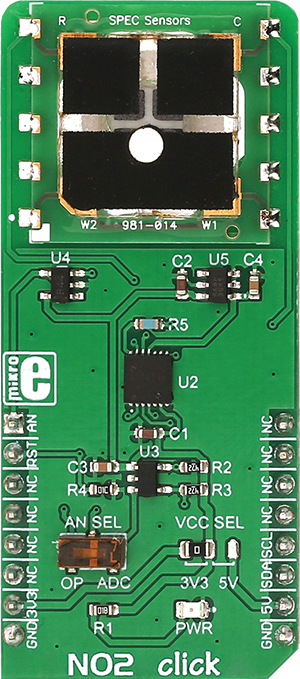 R SPEC Sensors C
W2 981-014 W1
U4
C2 U5 C4
R5
U2
mikro e
C1
AN
RST
NC
NC
NC
NC
3V3
GND
NC
NC
NC
NC
SCL
SDA
5V
GND
U3
C3 R2
R4 R3
AN SEL VCC SEL
OP ADC 3V3 5V
R1 PWR
NO2 click